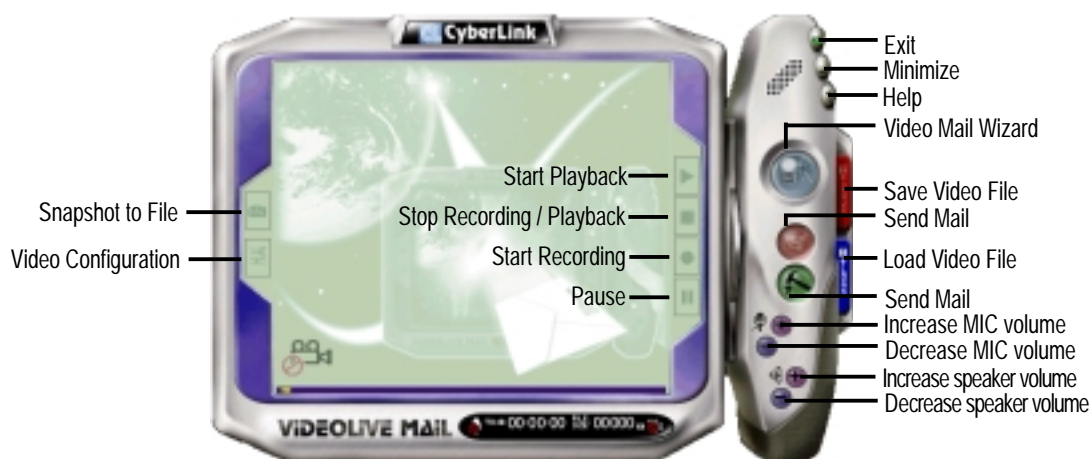 CyberLink
Exit
Minimize
Help
Video Mail Wizard
Start Playback
Save Video File
Snapshot to File
Stop Recording / Playback
Send Mail
Video Configuration
Start Recording
Load Video File
Pause
Send Mail
Increase MIC volume
Decrease MIC volume
Increase speaker volume
Decrease speaker volume
VIDEOLIVE MAIL
00:00:00
00000